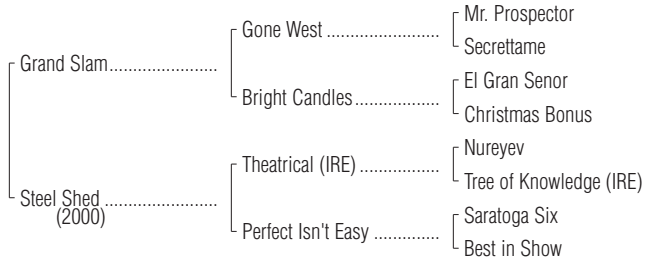 Mr. Prospector
Gone West
Secrettame
Grand Slam
El Gran Senor
Bright Candles
Christmas Bonus
Nureyev
Theatrical (IRE)
Tree of Knowledge (IRE)
Steel Shed
(2000)
Saratoga Six
Perfect Isn't Easy
Best in Show